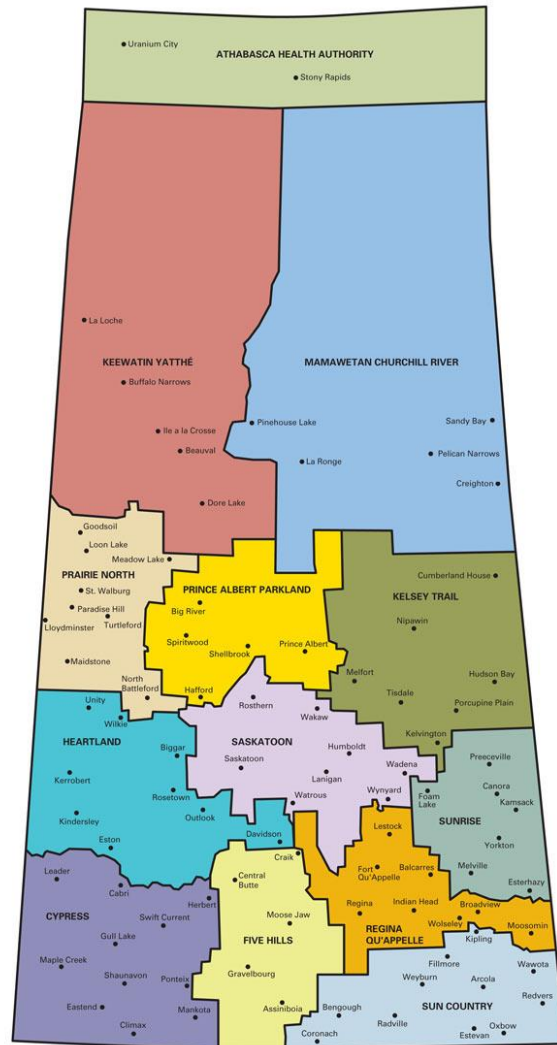 Uranium City
ATHABASCA HEALTH AUTHORITY
Stony Rapids
La Loche
KEEWATIN YATTHÉ
MAMAWETAN CHURCHILL RIVER
Buffalo Narrows
Ile a la Crosse
Pinehouse Lake
Sandy Bay
Beauval
La Ronge
Pelican Narrows
Creighton
Dore Lake
Goodsoil
Loon Lake
Meadow Lake
PRAIRIE NORTH
St. Walburg
Paradise Hill
Turtleford
Lloydminster
Maidstone
North
Battleford
PRINCE ALBERT PARKLAND
Big River
Spiritwood
Shellbrook
Prince Albert
Hafford
Cumberland House
KELSEY TRAIL
Nipawin
Melfort
Hudson Bay
Tisdale
Porcupine Plain
Kelvington
Unity
Wilkie
HEARTLAND
Biggar
Kerrobert
Rosetown
Kindersley
Outlook
Eston
Davidson
Rosthern
Wakaw
SASKATOON
Humboldt
Saskatoon
Lanigan
Wadena
Watrous
Wynyard
Preeceville
Foam
Lake
Canora
Kamsack
SUNRISE
Yorkton
Melville
Esterhazy
Leader
Cabri
Herbert
CYPRESS
Swift Current
Gull Lake
Maple Creek
Shaunavon
Ponteix
Eastend
Mankota
Climax
Craik
Central
Butte
Moose Jaw
FIVE HILLS
Gravelbourg
Assiniboia
Lestock
Fort
Qu'Appelle
Balcarres
Regina
Indian Head
Broadview
Wolseley
REGINA
QU'APPELLE
Kipling
Moosomin
Fillmore
Wawota
Weyburn
Arcola
Redvers
SUN COUNTRY
Bengough
Radville
Oxbow
Estevan
Coronach